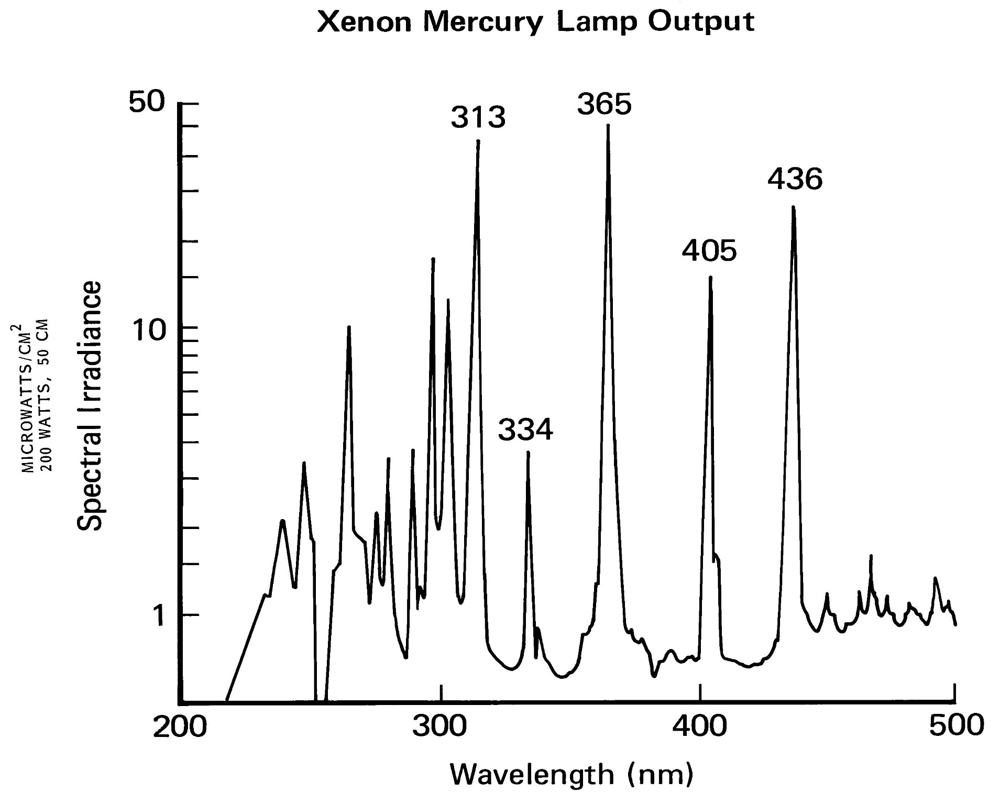 Xenon Mercury Lamp Output
50
10
1
313
365
436
405
334
MICROWATTS/CM²
200 WATTS, 50 CM
Spectral Irradiance
200
300
400
500
Wavelength (nm)